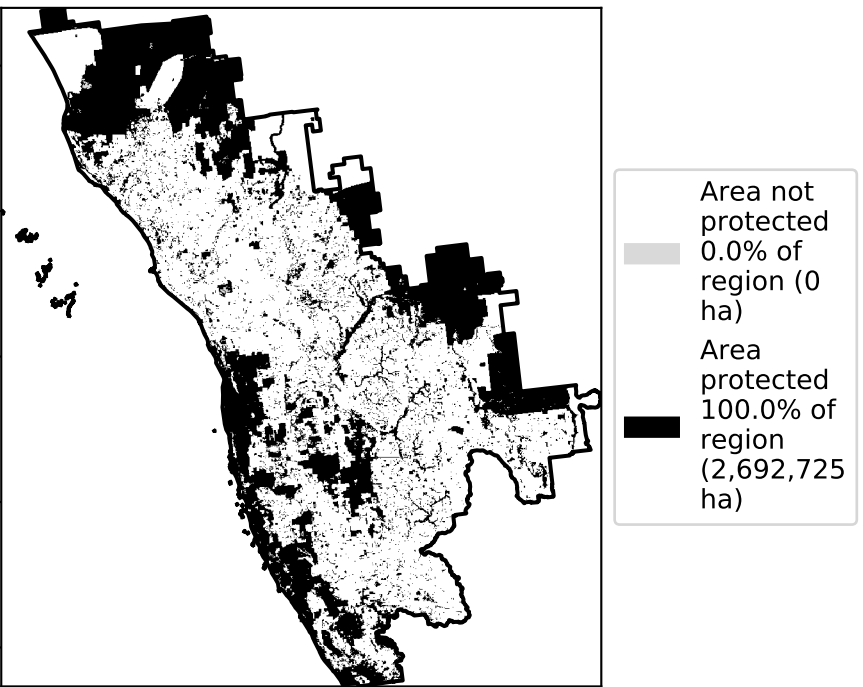 Area not
protected
0.0% of
region (0
ha)
Area
protected
100.0% of
region
(2,692,725
ha)